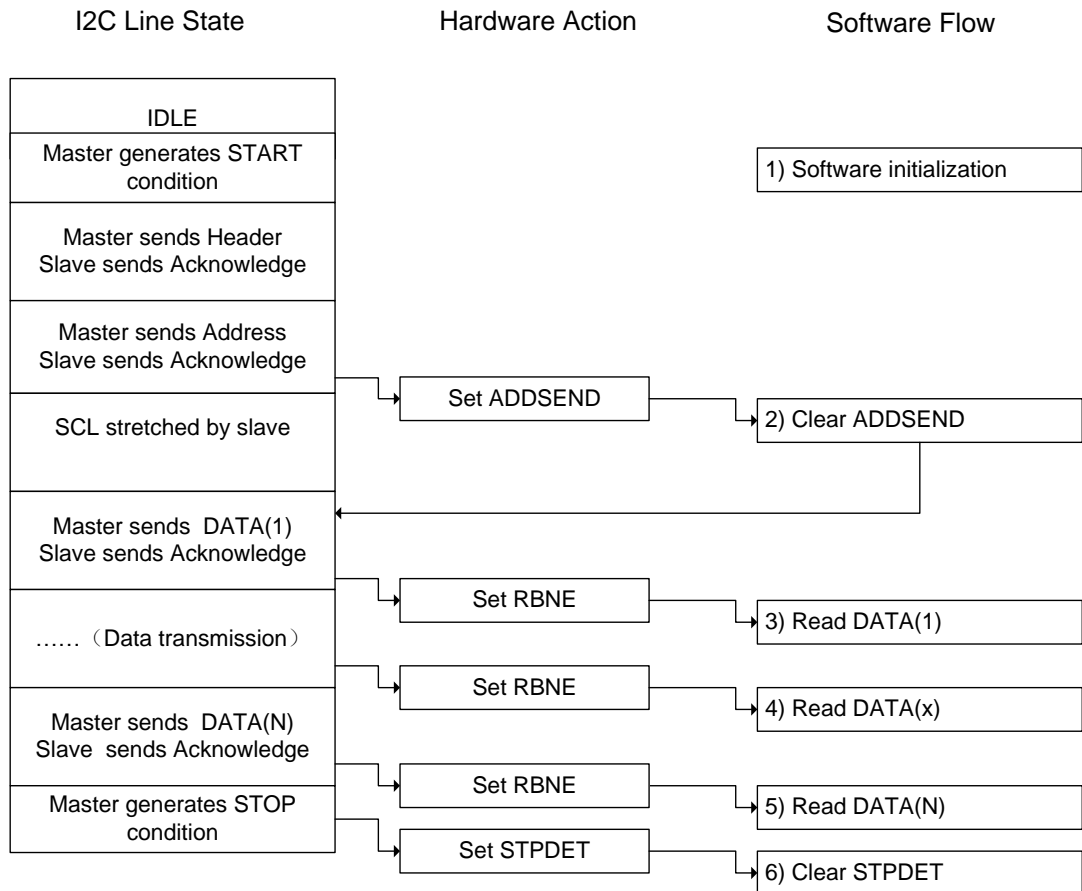 I2C Line State
Hardware Action
Software Flow
IDLE
Master generates START
condition
1) Software initialization
Master sends Header
Slave sends Acknowledge
Master sends Address
Slave sends Acknowledge
Set ADDSEND
2) Clear ADDSEND
SCL stretched by slave
Master sends  DATA(1)
Slave sends Acknowledge
Set RBNE
3) Read DATA(1)
……（Data transmission）
Set RBNE
4) Read DATA(x)
Master sends  DATA(N)
Slave  sends Acknowledge
Set RBNE
5) Read DATA(N)
Master generates STOP
condition
Set STPDET
6) Clear STPDET